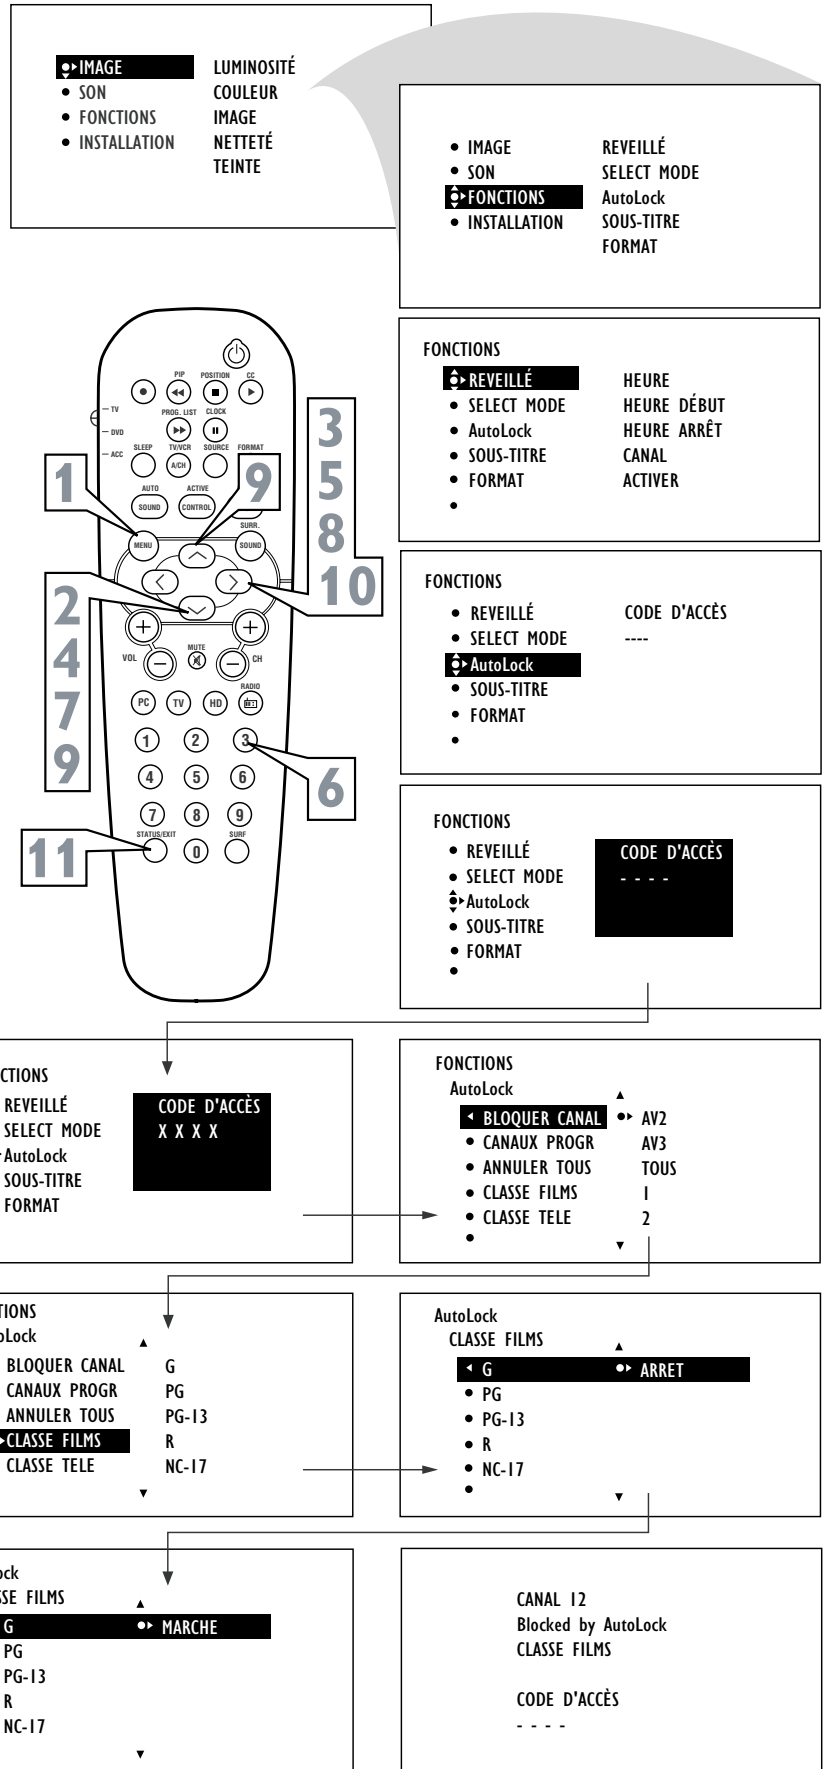 IMAGE LUMINOSITÉ
SON COULEUR
FONCTIONS IMAGE
INSTALLATION NETTETÉ
TEINTE
IMAGE REVEILLÉ
SON SELECT MODE
FONCTIONS AutoLock
INSTALLATION SOUS-TITRE
FORMAT
FONCTIONS
REVEILLÉ HEURE
SELECT MODE HEURE DÉBUT
AutoLock HEURE ARRÊT
SOUS-TITRE CANAL
FORMAT ACTIVER
PIP POSITION CC
TV
PROG. LIST CLOCK
DVD
ACC
SLEEP TV/VCR SOURCE FORMAT
A/CH
AUTO ACTIVE
SOUND CONTROL
SURR.
MENU SOUND
VOL MUTE CH
RADIO
PC TV HD
1 2 3
4 5 6
7 8 9
STATUS/EXIT SURF
0
1
9
3
5
8
10
2
4
7
9
6
11
FONCTIONS
REVEILLÉ CODE D'ACCÈS
SELECT MODE ----
AutoLock
SOUS-TITRE
FORMAT
FONCTIONS
REVEILLÉ CODE D'ACCÈS
SELECT MODE - - - -
AutoLock
SOUS-TITRE
FORMAT
CTIONS
REVEILLÉ CODE D'ACCÈS
SELECT MODE X X X X
AutoLock
SOUS-TITRE
FORMAT
FONCTIONS
AutoLock
BLOQUER CANAL AV2
CANAUX PROGR AV3
ANNULER TOUS TOUS
CLASSE FILMS 1
CLASSE TELE 2
TIONS
oLock
BLOQUER CANAL G
CANAUX PROGR PG
ANNULER TOUS PG-13
CLASSE FILMS R
CLASSE TELE NC-17
AutoLock
CLASSE FILMS
G ARRET
PG
PG-13
R
NC-17
ock
SSE FILMS
G MARCHE
PG
PG-13
R
NC-17
CANAL 12
Blocked by AutoLock
CLASSE FILMS
CODE D'ACCÈS
- - - -